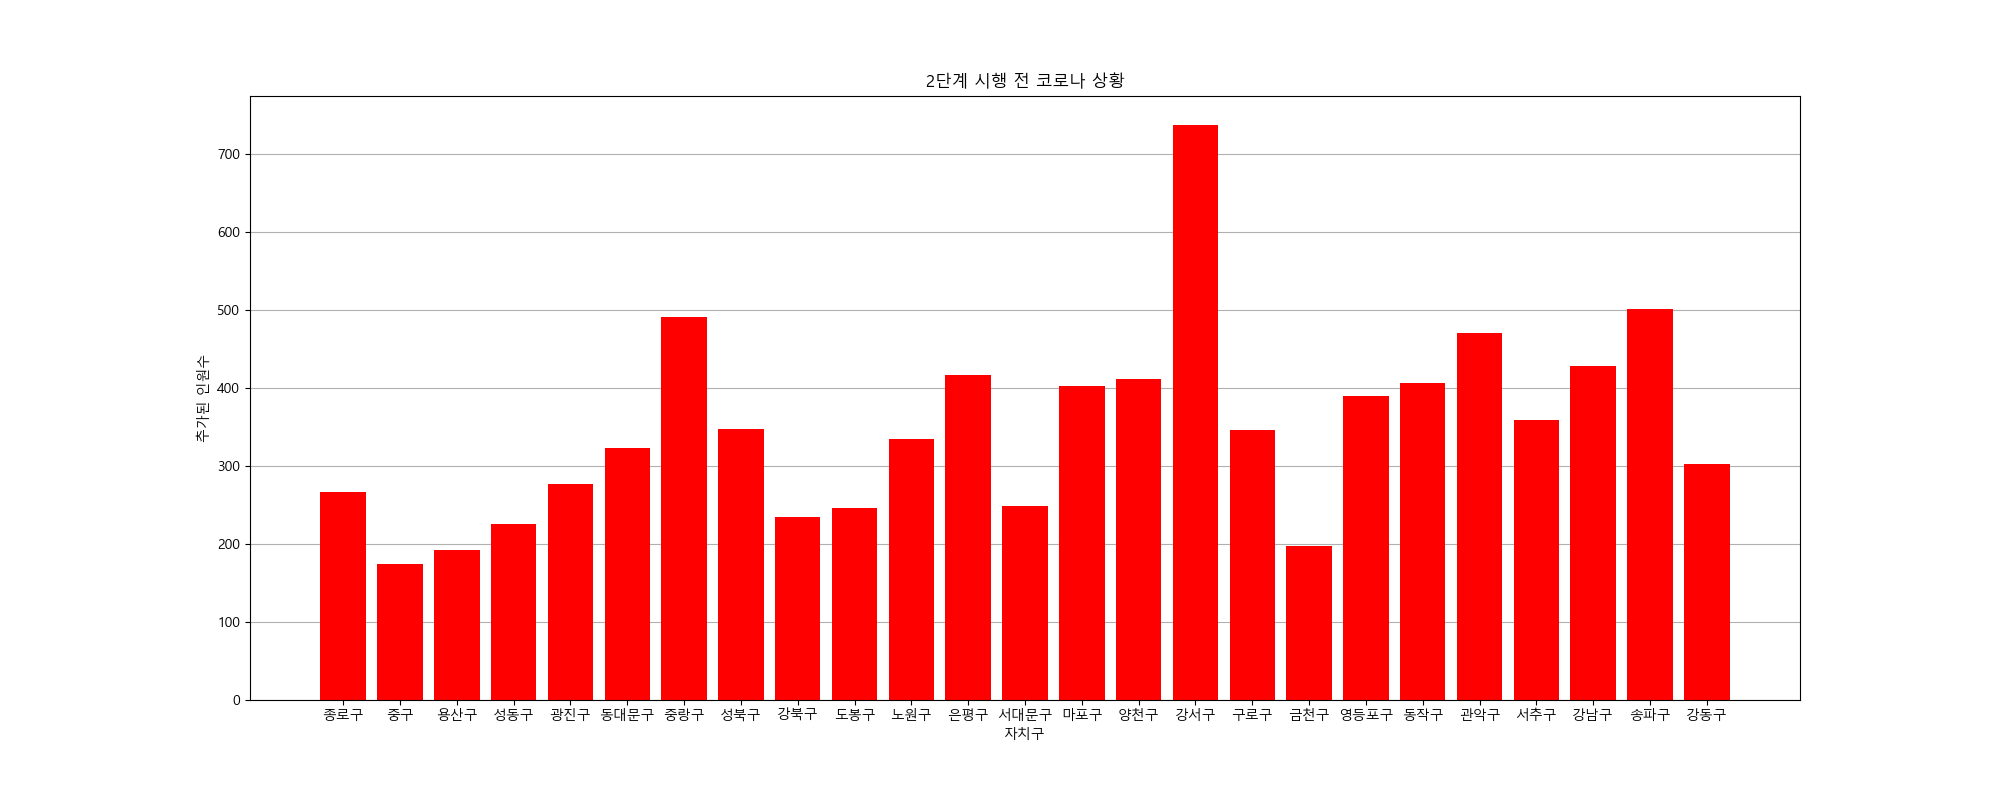 2단계 시행 전 코로나 상황
추가된 인원수
700
600
500
400
300
200
100
0
종로구 중구 용산구 성동구 광진구 동대문구 중랑구 성북구 강북구 도봉구 노원구 은평구 서대문구 마포구 양천구 강서구 구로구 금천구 영등포구 동작구 관악구 서추구 강남구 송파구 강동구
자치구